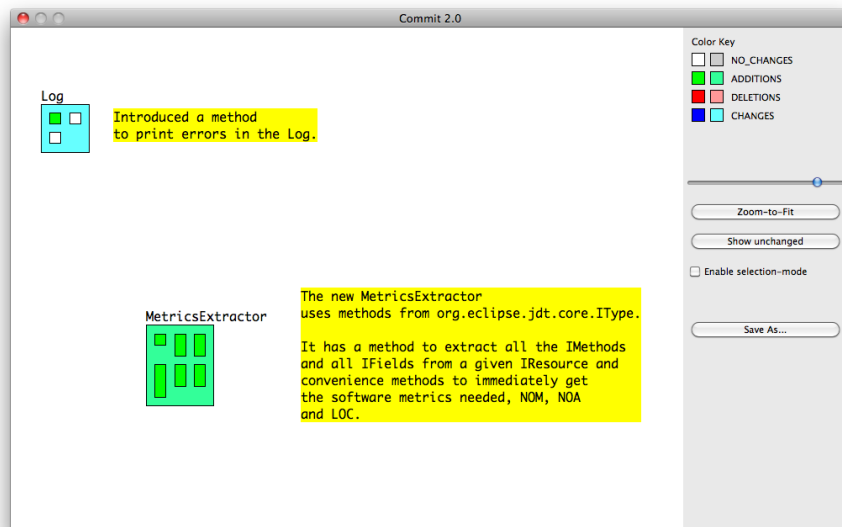 Commit 2.0
Log
Introduced a method
to print errors in the Log.
MetricsExtractor
The new MetricsExtractor
uses methods from org.eclipse.jdt.core.IType.
It has a method to extract all the IMethods
and all IFields from a given IResource and
convenience methods to immediately get
the software metrics needed, NOM, NOA
and LOC.
Color Key
NO_CHANGES
ADDITIONS
DELETIONS
CHANGES
Zoom-to-Fit
Show unchanged
Enable selection-mode
Save As...